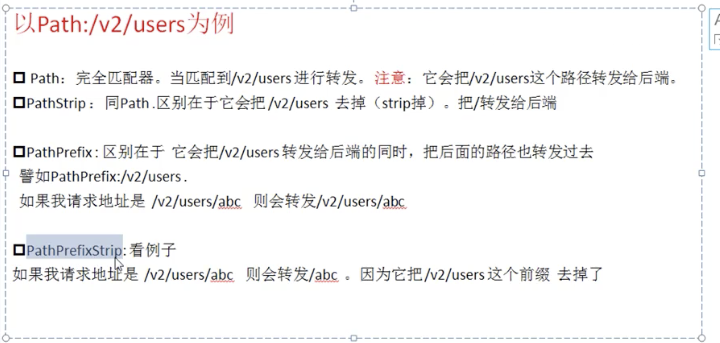 以Path:/v2/users为例
Path：完全匹配器。当匹配到/v2/users进行转发。注意：它会把/v2/users这个路径转发给后端。
PathStrip：同Path.区别在于它会把 /v2/users 去掉（strip掉）。把/转发给后端
PathPrefix：区别在于 它会把/v2/users 转发给后端的同时，把后面的路径也转发过去
譬如PathPrefix:/v2/users.
如果我请求地址是 /v2/users/abc 则会转发/v2/users/abc
PathPrefixStrip:看例子
如果我请求地址是 /v2/users/abc 则会转发/abc 。因为它把/v2/users这个前缀 去掉了